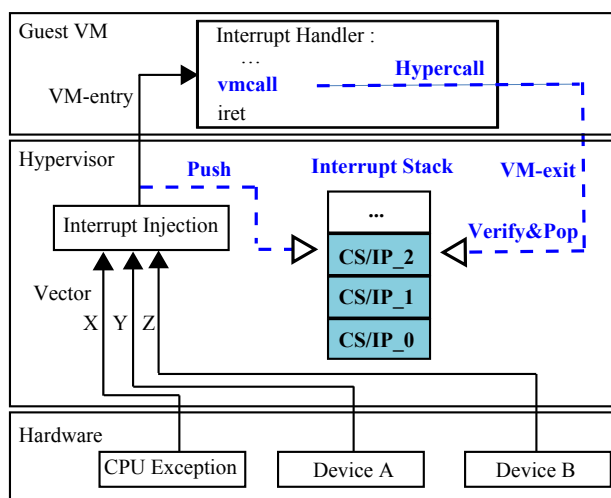 Guest VM
Interrupt Handler :
...
vmcall
Hypercall
iret
VM-entry
Hypervisor
Push
Interrupt Stack
VM-exit
...
Interrupt Injection
Verify&Pop
CS/IP_2
Vector
CS/IP_1
X
Y
Z
CS/IP_0
Hardware
CPU Exception
Device A
Device B